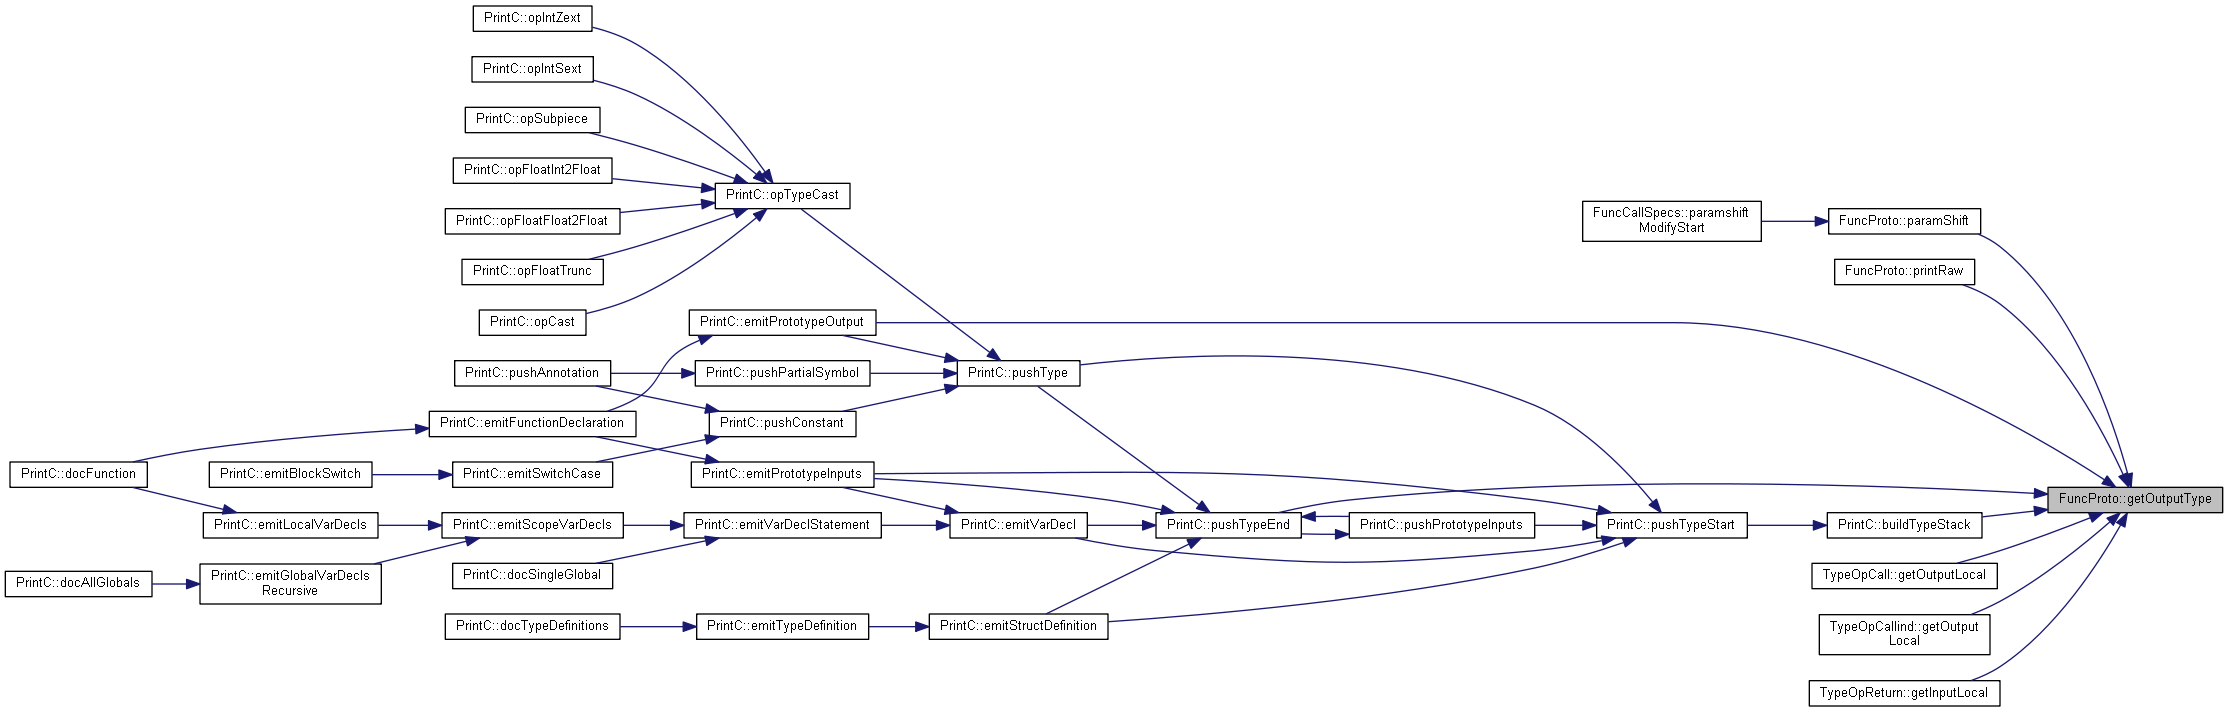 PrintC::opIntZext
PrintC::opIntSext
PrintC::opSubpiece
PrintC::opFloatInt2Float
PrintC::opTypeCast
PrintC::opFloatFloat2Float
PrintC::opFloatTrunc
PrintC::opCast
FuncCallSpecs::paramshift
ModifyStart
FuncProto::paramShift
FuncProto::printRaw
PrintC::emitPrototypeOutput
PrintC::pushAnnotation
PrintC::pushPartialSymbol
PrintC::pushType
PrintC::emitFunctionDeclaration
PrintC::pushConstant
PrintC::docFunction
PrintC::emitBlockSwitch
PrintC::emitSwitchCase
PrintC::emitPrototypeInputs
FuncProto::getOutputType
PrintC::emitLocalVarDecls
PrintC::emitScopeVarDecls
PrintC::emitVarDeclStatement
PrintC::emitVarDecl
PrintC::pushTypeEnd
PrintC::pushPrototypeInputs
PrintC::pushTypeStart
PrintC::buildTypeStack
PrintC::docAllGlobals
PrintC::emitGlobalVarDecls
Recursive
PrintC::docSingleGlobal
TypeOpCall::getOutputLocal
PrintC::docTypeDefinitions
PrintC::emitTypeDefinition
PrintC::emitStructDefinition
TypeOpCallind::getOutput
Local
TypeOpReturn::getInputLocal